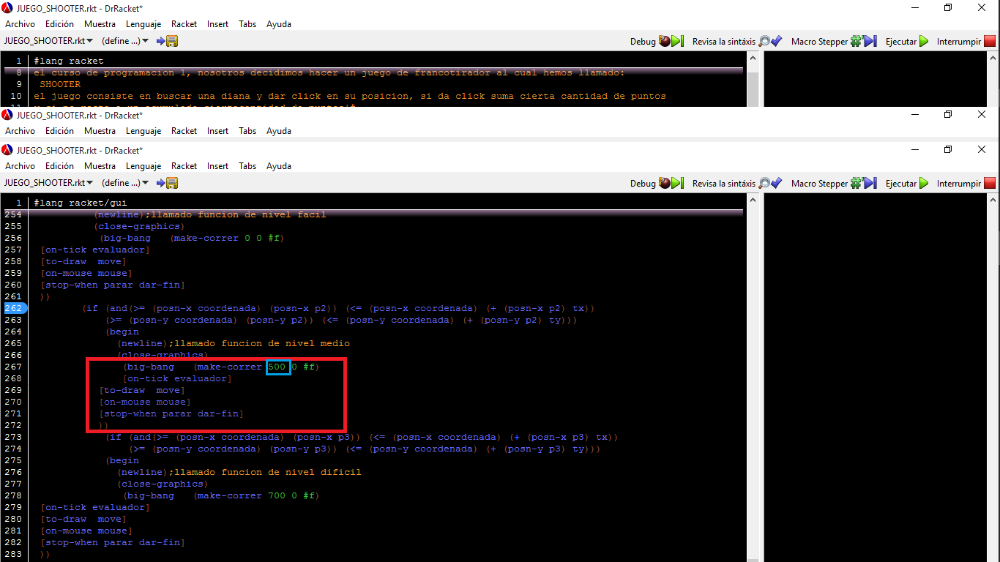 JUEGO_SHOOTER.rkt - DrRacket*
Archivo Edición Muestra Lenguaje Racket Insert Tabs Ayuda
JUEGO_SHOOTER.rkt (define ...) Debug Revisa la sintáxis Macro Stepper Ejecutar Interrumpir
1 #lang racket
8 el curso de programacion 1, nosotros decidimos hacer un juego de francotirador al cual hemos llamado:
9 SHOOTER
10 el juego consiste en buscar una diana y dar click en su posicion, si da click suma cierta cantidad de puntos
JUEGO_SHOOTER.rkt - DrRacket*
Archivo Edición Muestra Lenguaje Racket Insert Tabs Ayuda
JUEGO_SHOOTER.rkt - DrRacket*
Archivo Edición Muestra Lenguaje Racket Insert Tabs Ayuda
JUEGO_SHOOTER.rkt (define ...) Debug Revisa la sintáxis Macro Stepper Ejecutar Interrumpir
1 #lang racket/gui
254 (newline);llamado funcion de nivel facil
255 (close-graphics)
256 (big-bang (make-correr 0 0 #f)
257 [on-tick evaluador]
258 [to-draw move]
259 [on-mouse mouse]
260 [stop-when parar dar-fin]
261 ))
262 (if (and(>= (posn-x coordenada) (posn-x p2)) (<= (posn-x coordenada) (+ (posn-x p2) tx))
263 (>= (posn-y coordenada) (posn-y p2)) (<= (posn-y coordenada) (+ (posn-y p2) ty)))
264 (begin
265 (newline);llamado funcion de nivel medio
266 (close-graphics)
267 (big-bang (make-correr 500 0 #f)
268 [on-tick evaluador]
269 [to-draw move]
270 [on-mouse mouse]
271 [stop-when parar dar-fin]
272 ))
273 (if (and(>= (posn-x coordenada) (posn-x p3)) (<= (posn-x coordenada) (+ (posn-x p3) tx))
274 (>= (posn-y coordenada) (posn-y p3)) (<= (posn-y coordenada) (+ (posn-y p3) ty)))
275 (begin
276 (newline);llamado funcion de nivel dificil
277 (close-graphics)
278 (big-bang (make-correr 700 0 #f)
279 [on-tick evaluador]
280 [to-draw move]
281 [on-mouse mouse]
282 [stop-when parar dar-fin]
283 ))